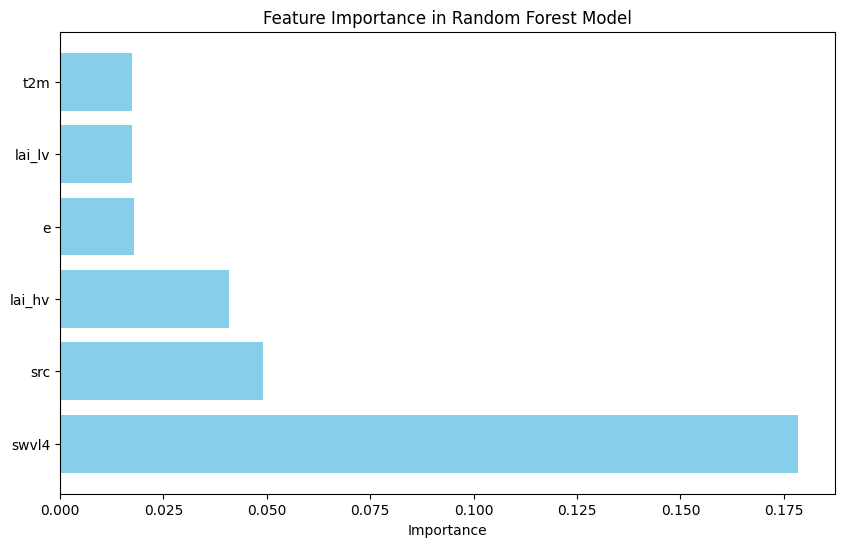 Feature Importance in Random Forest Model
t2m
lai_lv
e
lai_hv
src
swvl4
0.000 0.025 0.050 0.075 0.100 0.125 0.150 0.175
Importance